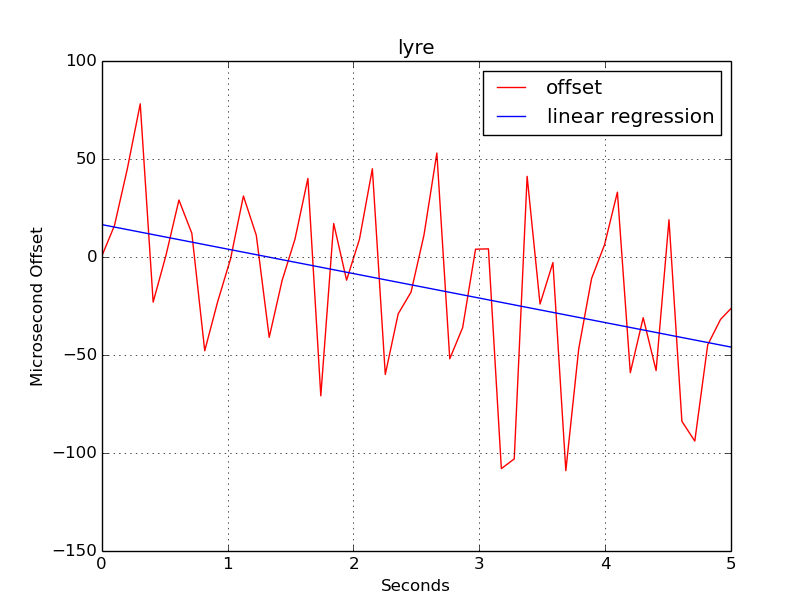 lyre
offset
linear regression
100
50
0
−50
−100
−150
Microsecond Offset
0 1 2 3 4 5
Seconds